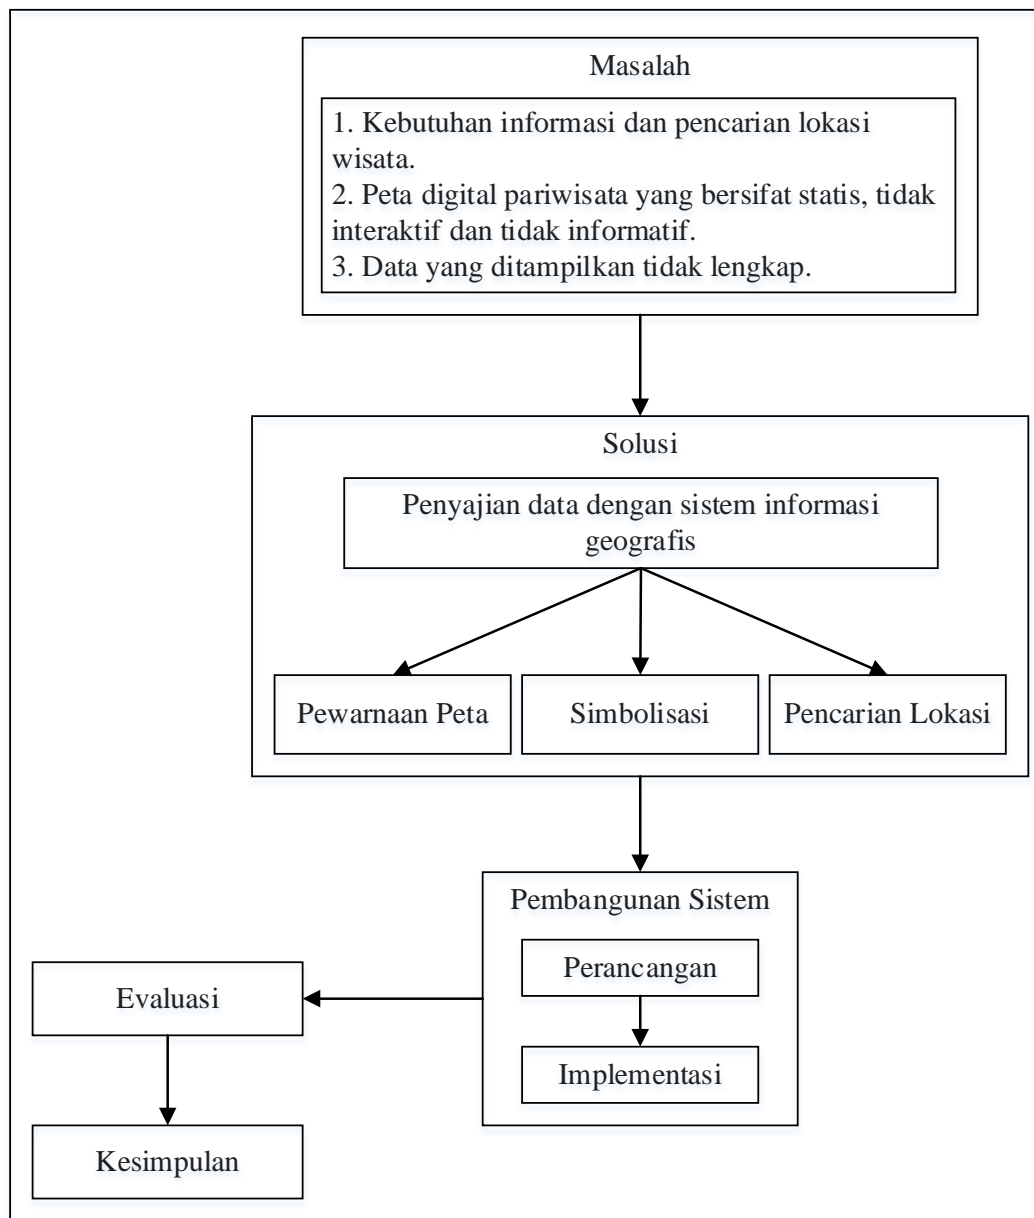 Masalah
1. Kebutuhan informasi dan pencarian lokasi
wisata.
2. Peta digital pariwisata yang bersifat statis, tidak
interaktif dan tidak informatif.
3. Data yang ditampilkan tidak lengkap.
Solusi
Penyajian data dengan sistem informasi
geografis
Pewarnaan Peta
Simbolisasi
Pencarian Lokasi
Pembangunan Sistem
Perancangan
Implementasi
Evaluasi
Kesimpulan